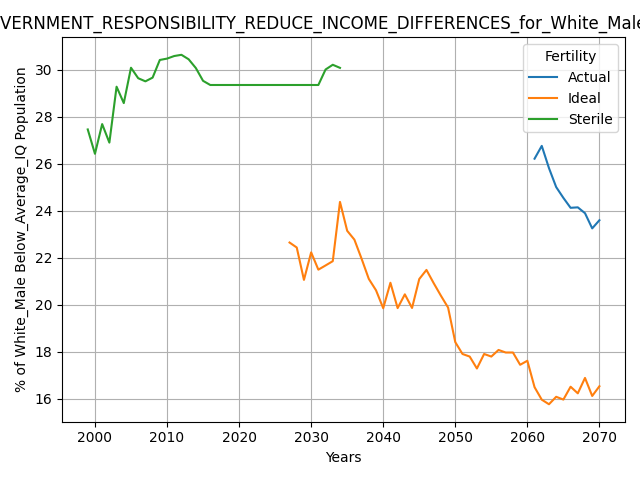 VERNMENT_RESPONSIBILITY_REDUCE_INCOME_DIFFERENCES_for_White_Male
Fertility
Actual
Ideal
Sterile
% of White_Male Below_Average_IQ Population
30
28
26
24
22
20
18
16
2000 2010 2020 2030 2040 2050 2060 2070
Years